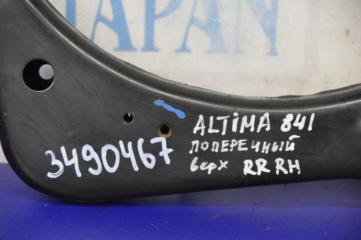 JAPAN
3490467
ALTIMA 841
ПОПЕРЕЧНЫЙ
верх RR RH